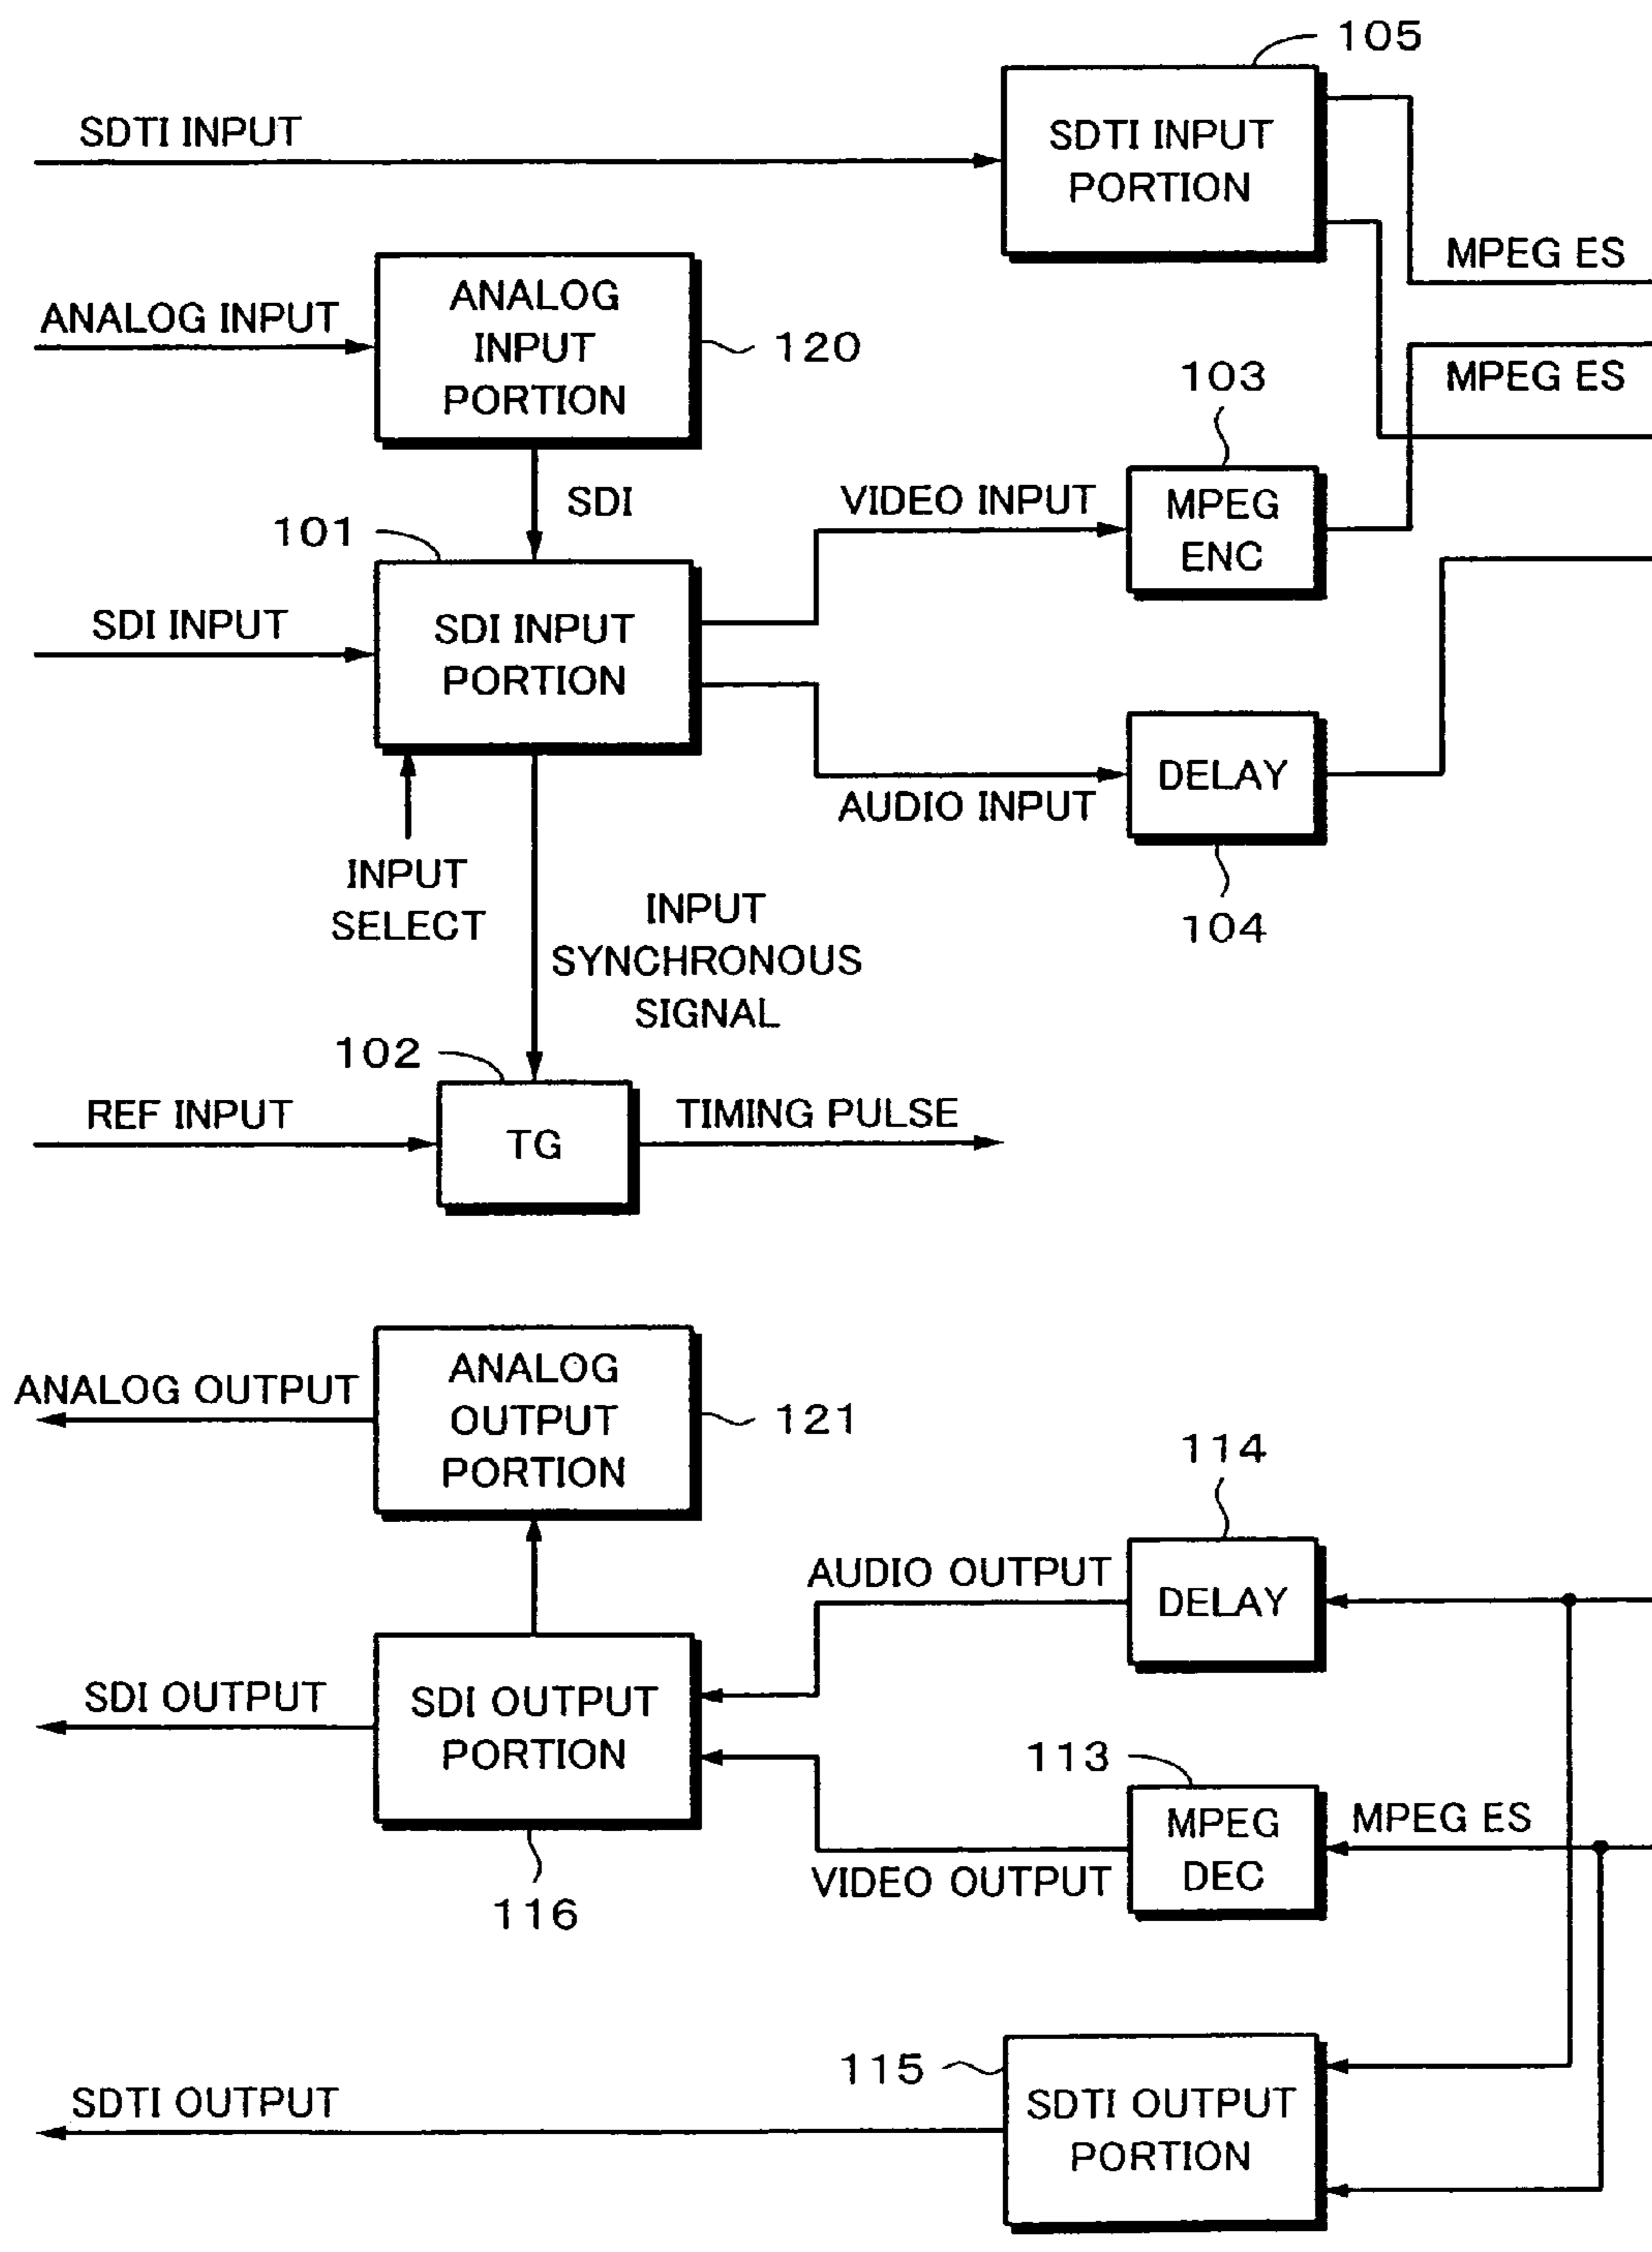 105
SDTI INPUT
SDTI INPUT
PORTION
MPEG ES
ANALOG INPUT
ANALOG
INPUT
PORTION
120
MPEG ES
103
SDI
VIDEO INPUT
MPEG
ENC
101
SDI INPUT
SDI INPUT
PORTION
DELAY
AUDIO INPUT
104
INPUT
SELECT
INPUT
SYNCHRONOUS
SIGNAL
102
REF INPUT
TG
TIMING PULSE
ANALOG OUTPUT
ANALOG
OUTPUT
PORTION
121
114
AUDIO OUTPUT
DELAY
SDI OUTPUT
SDI OUTPUT
PORTION
113
MPEG
DEC
MPEG ES
VIDEO OUTPUT
116
115
SDTI OUTPUT
SDTI OUTPUT
PORTION